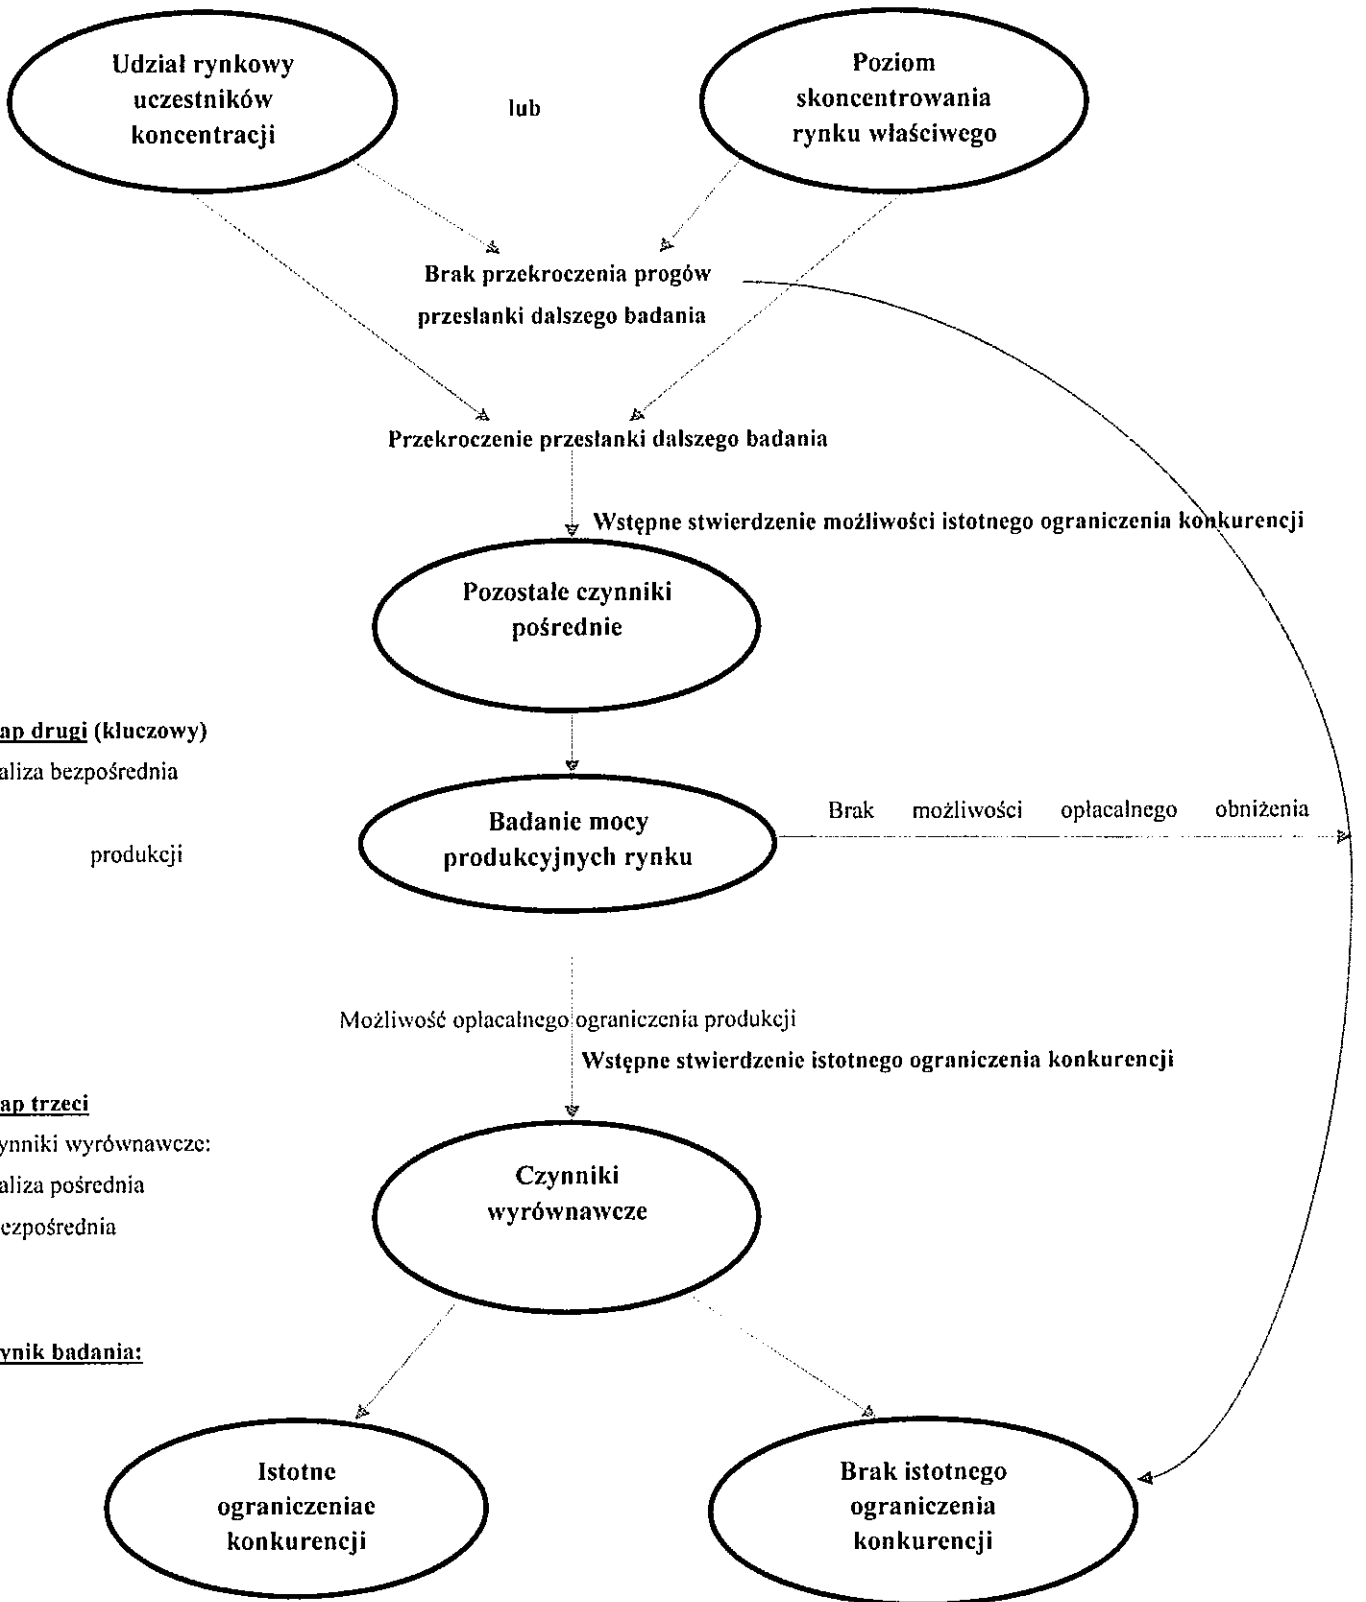 Udział rynkowy
uczestników
koncentracji
lub
Poziom
skoncentrowania
rynku właściwego
Brak przekroczenia progów
przesłanki dalszego badania
Przekroczenie przesłanki dalszego badania
Wstępne stwierdzenie możliwości istotnego ograniczenia konkurencji
Pozostałe czynniki
pośrednie
ap drugi (kluczowy)
aliza bezpośrednia
Badanie mocy
produkcyjnych rynku
Brak możliwości opłacalnego obniżenia
produkcji
Możliwość opłacalnego ograniczenia produkcji
Wstępne stwierdzenie istotnego ograniczenia konkurencji
ap trzeci
ynniki wyrównawcze:
aliza pośrednia
ezpośrednia
Czynniki
wyrównawcze
ynik badania:
Istotne
ograniczeniae
konkurencji
Brak istotnego
ograniczenia
konkurencji